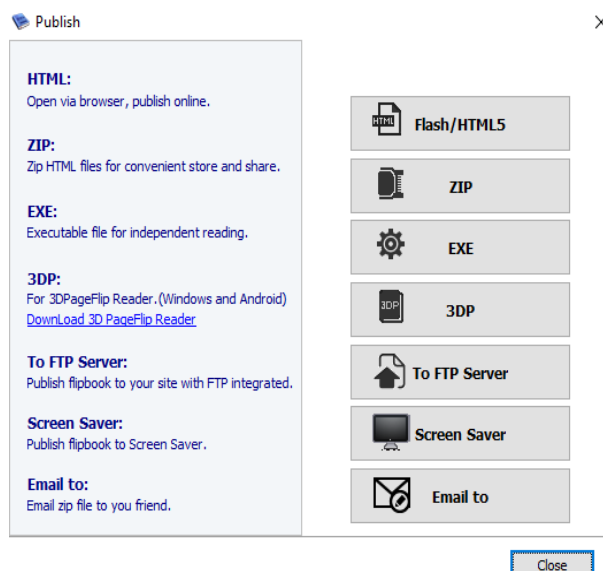 Publish
HTML:
Open via browser, publish online.
ZIP:
Zip HTML files for convenient store and share.
EXE:
Executable file for independent reading.
3DP:
For 3DPageFlip Reader.(Windows and Android)
DownLoad 3D PageFlip Reader
To FTP Server:
Publish flipbook to your site with FTP integrated.
Screen Saver:
Publish flipbook to Screen Saver.
Email to:
Email zip file to you friend.
HTML Flash/HTML5
ZIP
EXE
3DP 3DP
To FTP Server
Screen Saver
Email to
Close